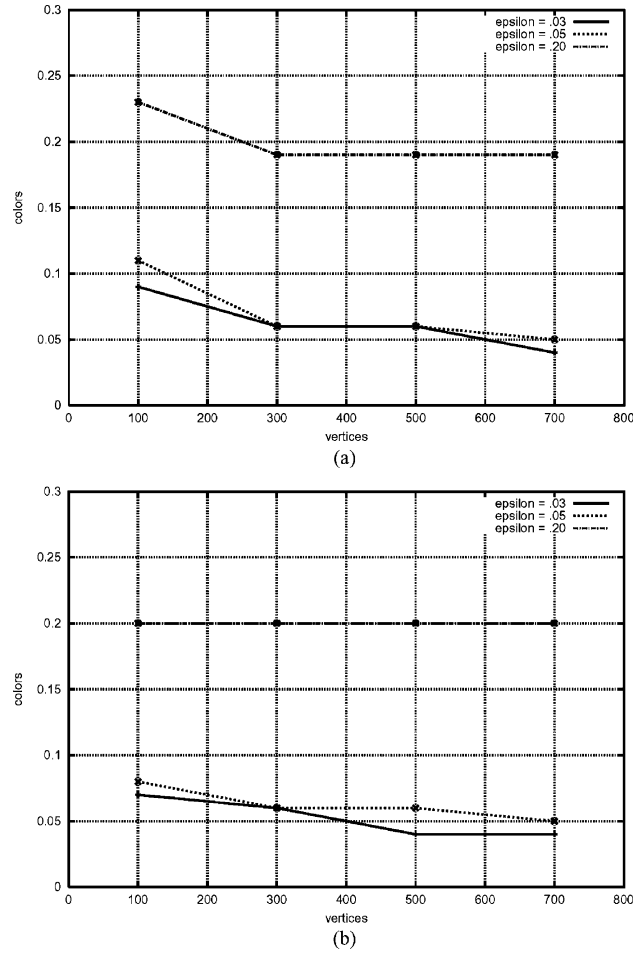 0.3
epsilon = .03
epsilon = .05
epsilon = .20
0.25
0.2
colors
0.15
0.1
0.05
0
0 100 200 300 400 500 600 700 800
vertices
(a)
0.3
epsilon = .03
epsilon = .05
epsilon = .20
0.25
0.2
colors
0.15
0.1
0.05
0
0 100 200 300 400 500 600 700 800
vertices
(b)